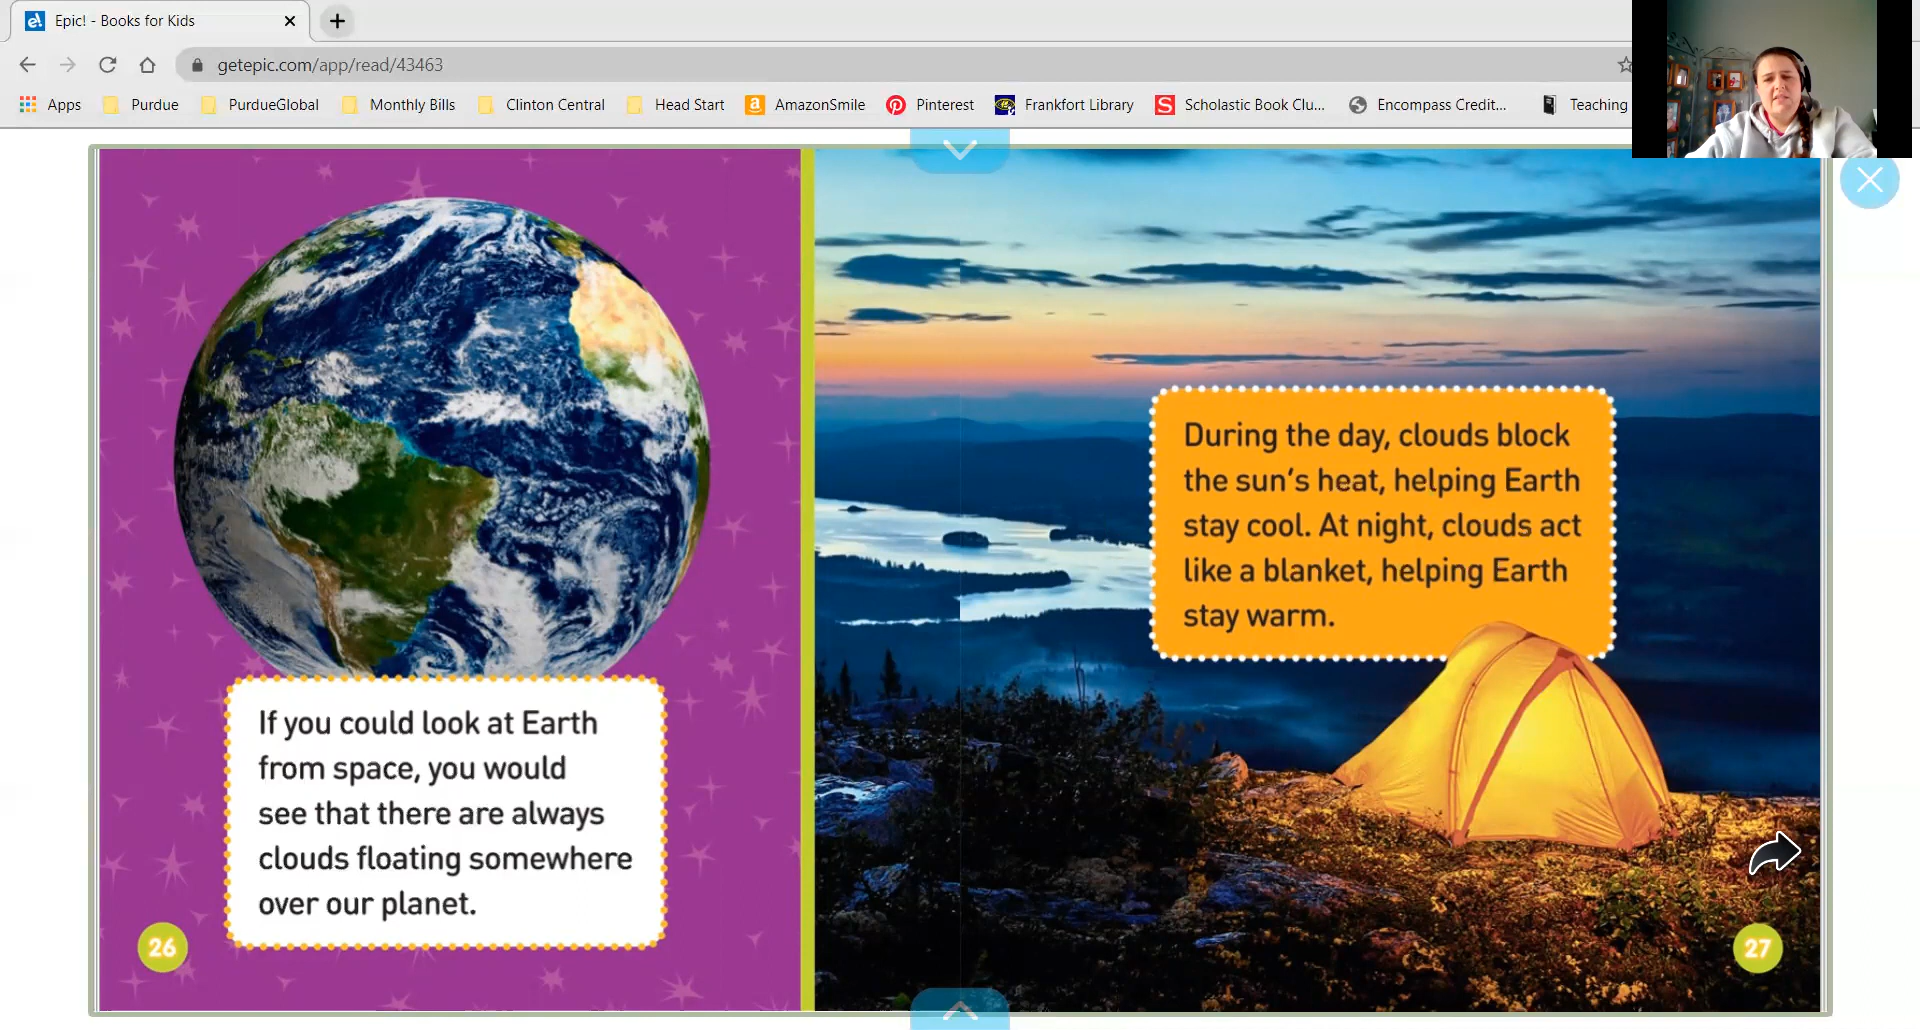 Epic! - Books for Kids
getepic.com/app/read/43463
Apps Purdue PurdueGlobal Monthly Bills Clinton Central Head Start AmazonSmile Pinterest Frankfort Library Scholastic Book Clu... Encompass Credit... Teaching
If you could look at Earth
from space, you would
see that there are always
clouds floating somewhere
over our planet.
26
During the day, clouds block
the sun's heat, helping Earth
stay cool. At night, clouds act
like a blanket, helping Earth
stay warm.
27